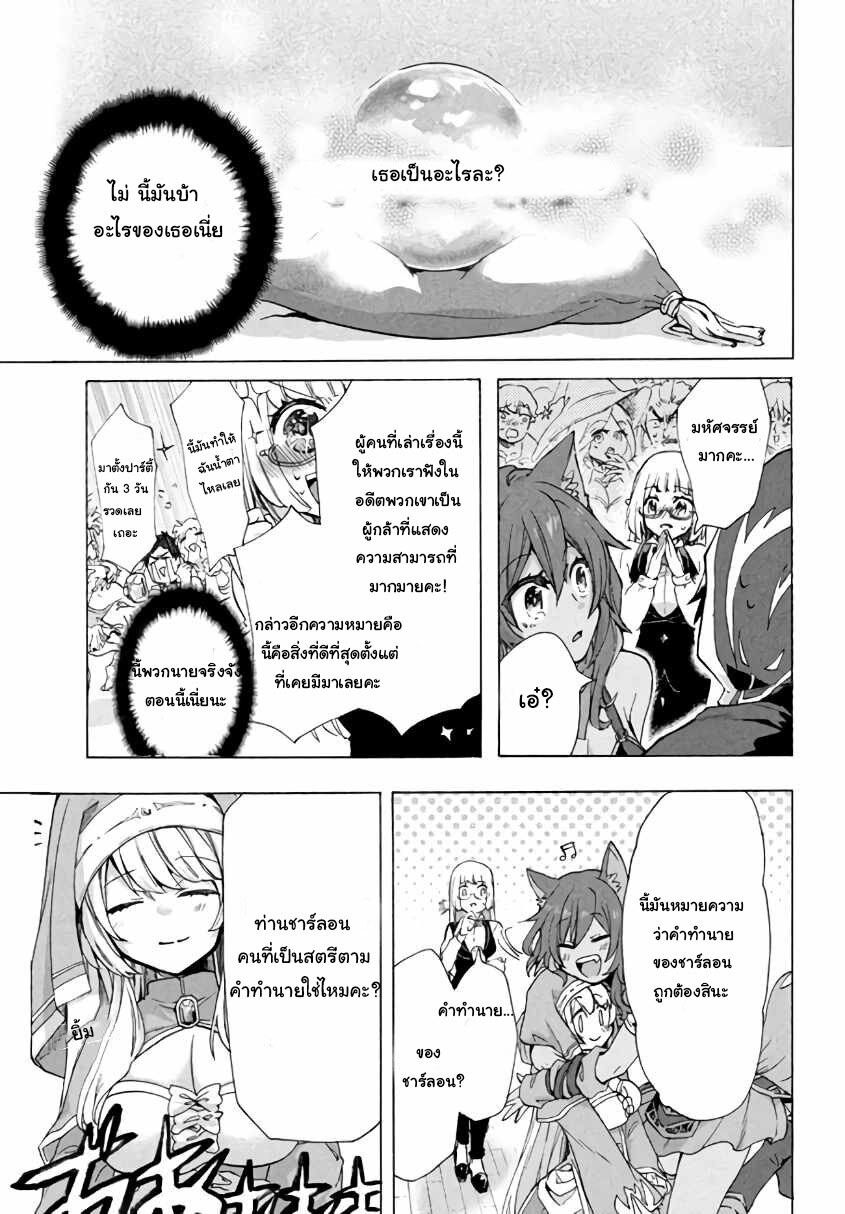 เธอเป็นอะไรละ?
ไม่ นี้มันบ้า
อะไรของเธอเนี่ย
มหัศจรรย์
มากคะ...
เอ๋?
ผู้คนที่เล่าเรื่องนี้
ให้พวกเราฟังใน
อดีตพวกเขาเป็น
ผู้กล้าที่แสดง
ความสามารถที่
มากมายคะ!
กล่าวอีกความหมายคือ
นี้คือสิ่งที่ดีที่สุดตั้งแต่
ที่เคยมีมาเลยคะ
นี้มันทำให้
ฉันน้ำตา
ไหลเลย
มาตั้งปาร์ตี้
กัน 3 วัน
รวดเลย
เถอะ
นี้พวกนายจริงจัง
ตอนนี้เนี่ยนะ
นี้มันหมายความ
ว่าคำทำนาย
ของชาร์ลอน
ถูกต้องสินะ
คำทำนาย...
ของ
ชาร์ลอน?
ท่านชาร์ลอน
คนที่เป็นสตรีตาม
คำทำนายใช่ไหมคะ?
ยิ้ม